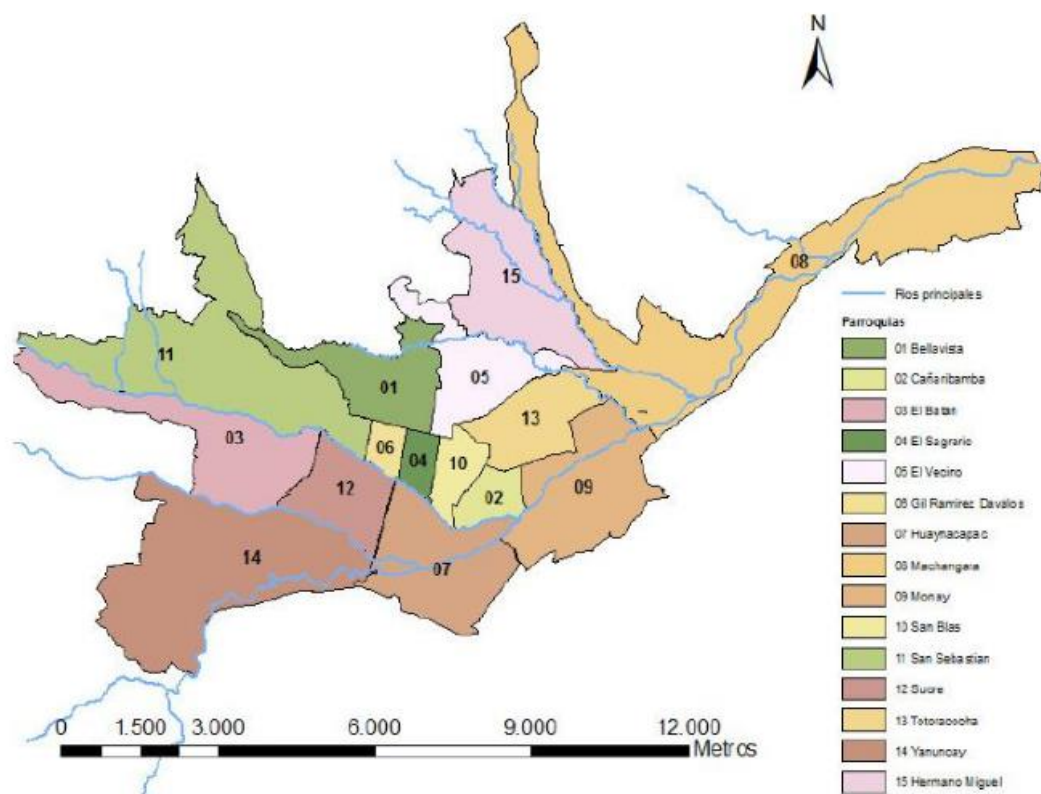 N
08
15
11
01
05
03
13
06
04
10
12
02
09
14
07
Rios principales
Parroquias
01 Bellavista
02 Cañaribamba
03 El Batan
04 El Sagrario
05 El Vecino
06 Gil Ramirez Davalos
07 Huaynacapac
08 Machangara
09 Monay
10 San Blas
11 San Sebastian
12 Sucre
13 Totoracocha
14 Yanuncay
15 Hermano Miguel
0 1.500 3.000 6.000 9.000 12.000
Metros